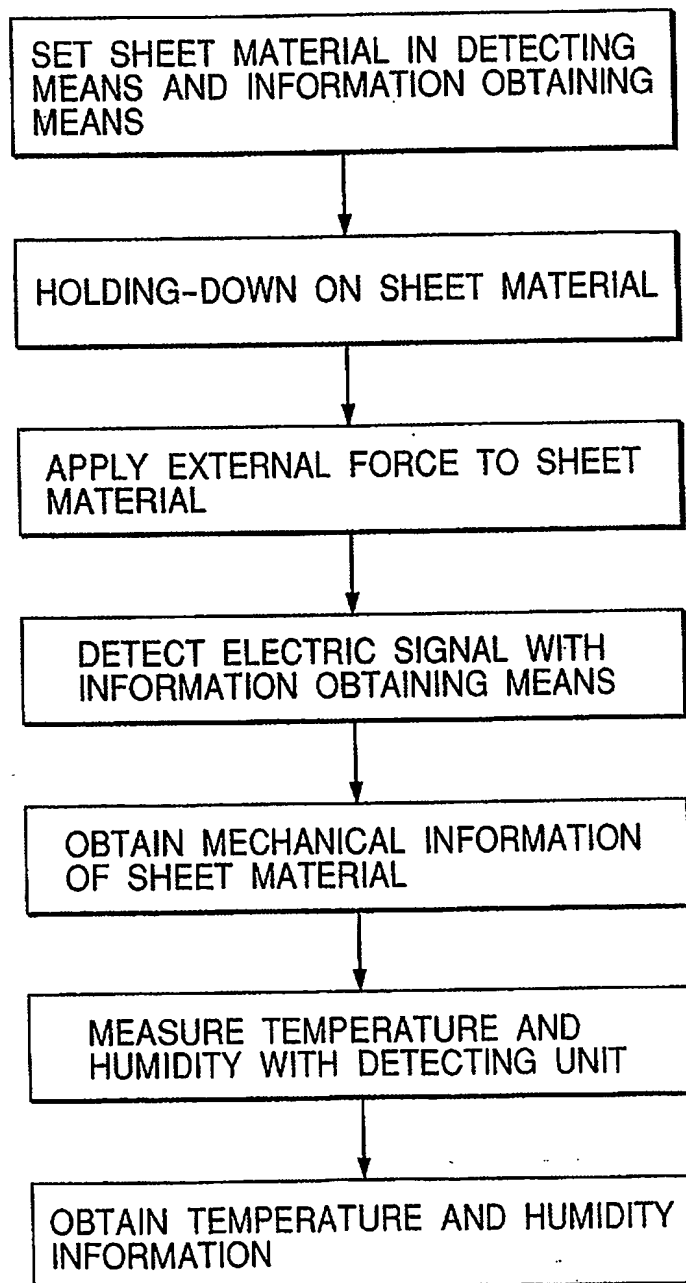 SET SHEET MATERIAL IN DETECTING
MEANS AND INFORMATION OBTAINING
MEANS
HOLDING-DOWN ON SHEET MATERIAL
APPLY EXTERNAL FORCE TO SHEET
MATERIAL
DETECT ELECTRIC SIGNAL WITH
INFORMATION OBTAINING MEANS
OBTAIN MECHANICAL INFORMATION
OF SHEET MATERIAL
MEASURE TEMPERATURE AND
HUMIDITY WITH DETECTING UNIT
OBTAIN TEMPERATURE AND HUMIDITY
INFORMATION